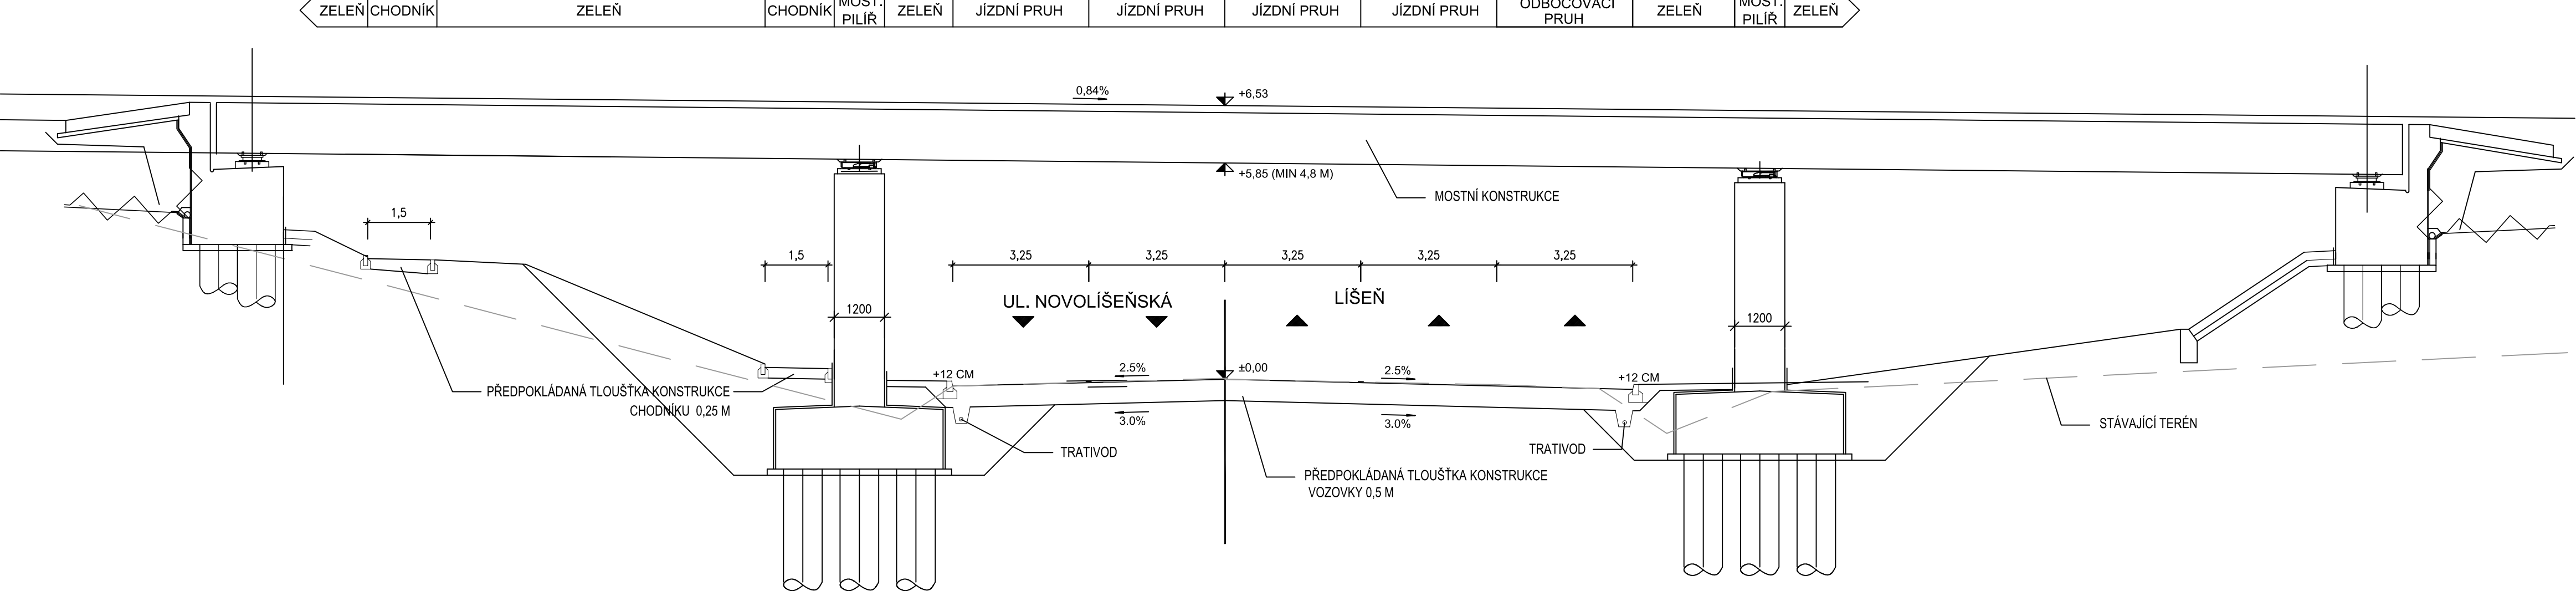 ZELEŇ CHODNÍK ZELEŇ CHODNÍK MOST. PILÍŘ ZELEŇ JÍZDNÍ PRUH JÍZDNÍ PRUH JÍZDNÍ PRUH JÍZDNÍ PRUH ODBOČOVACÍ PRUH ZELEŇ MOST. PILÍŘ ZELEŇ
0,84%
+6,53
+5,85 (MIN 4,8 M)
MOSTNÍ KONSTRUKCE
1,5
1,5
3,25 3,25 3,25 3,25 3,25
UL. NOVOLÍŠEŇSKÁ
LÍŠEŇ
1200
1200
+12 CM
2.5%
±0,00
2.5%
+12 CM
PŘEDPOKLÁDANÁ TLOUŠŤKA KONSTRUKCE
CHODNÍKU 0,25 M
3.0%
3.0%
STÁVAJÍCÍ TERÉN
TRATIVOD
TRATIVOD
PŘEDPOKLÁDANÁ TLOUŠŤKA KONSTRUKCE
VOZOVKY 0,5 M